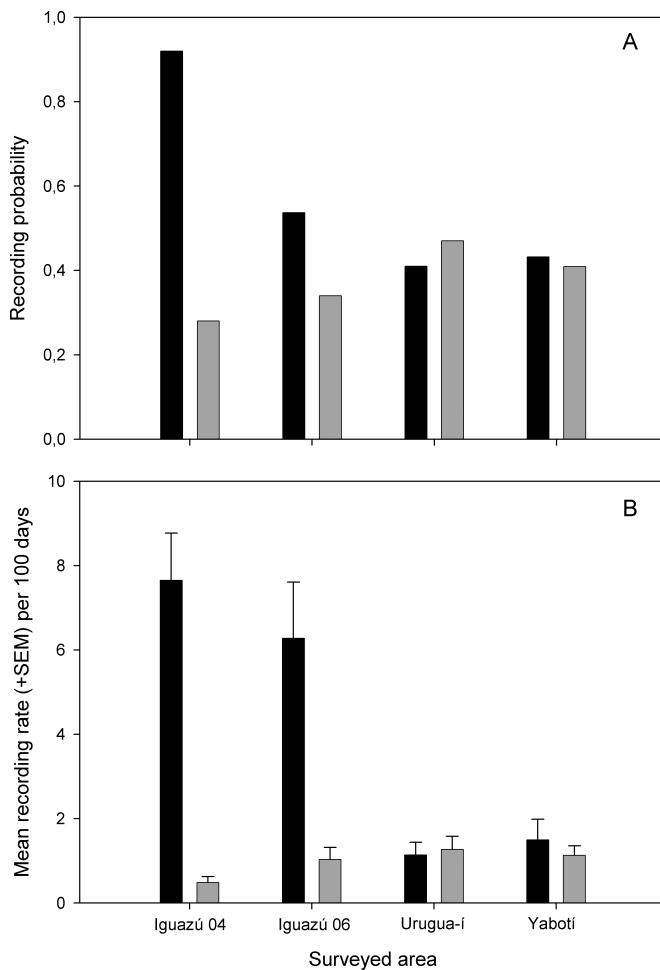 A
Recording probability
1,0
0,8
0,6
0,4
0,2
0,0
B
Mean recording rate (+SEM) per 100 days
10
8
6
4
2
0
Iguazú 04 Iguazú 06 Urugua-í Yabotí
Surveyed area